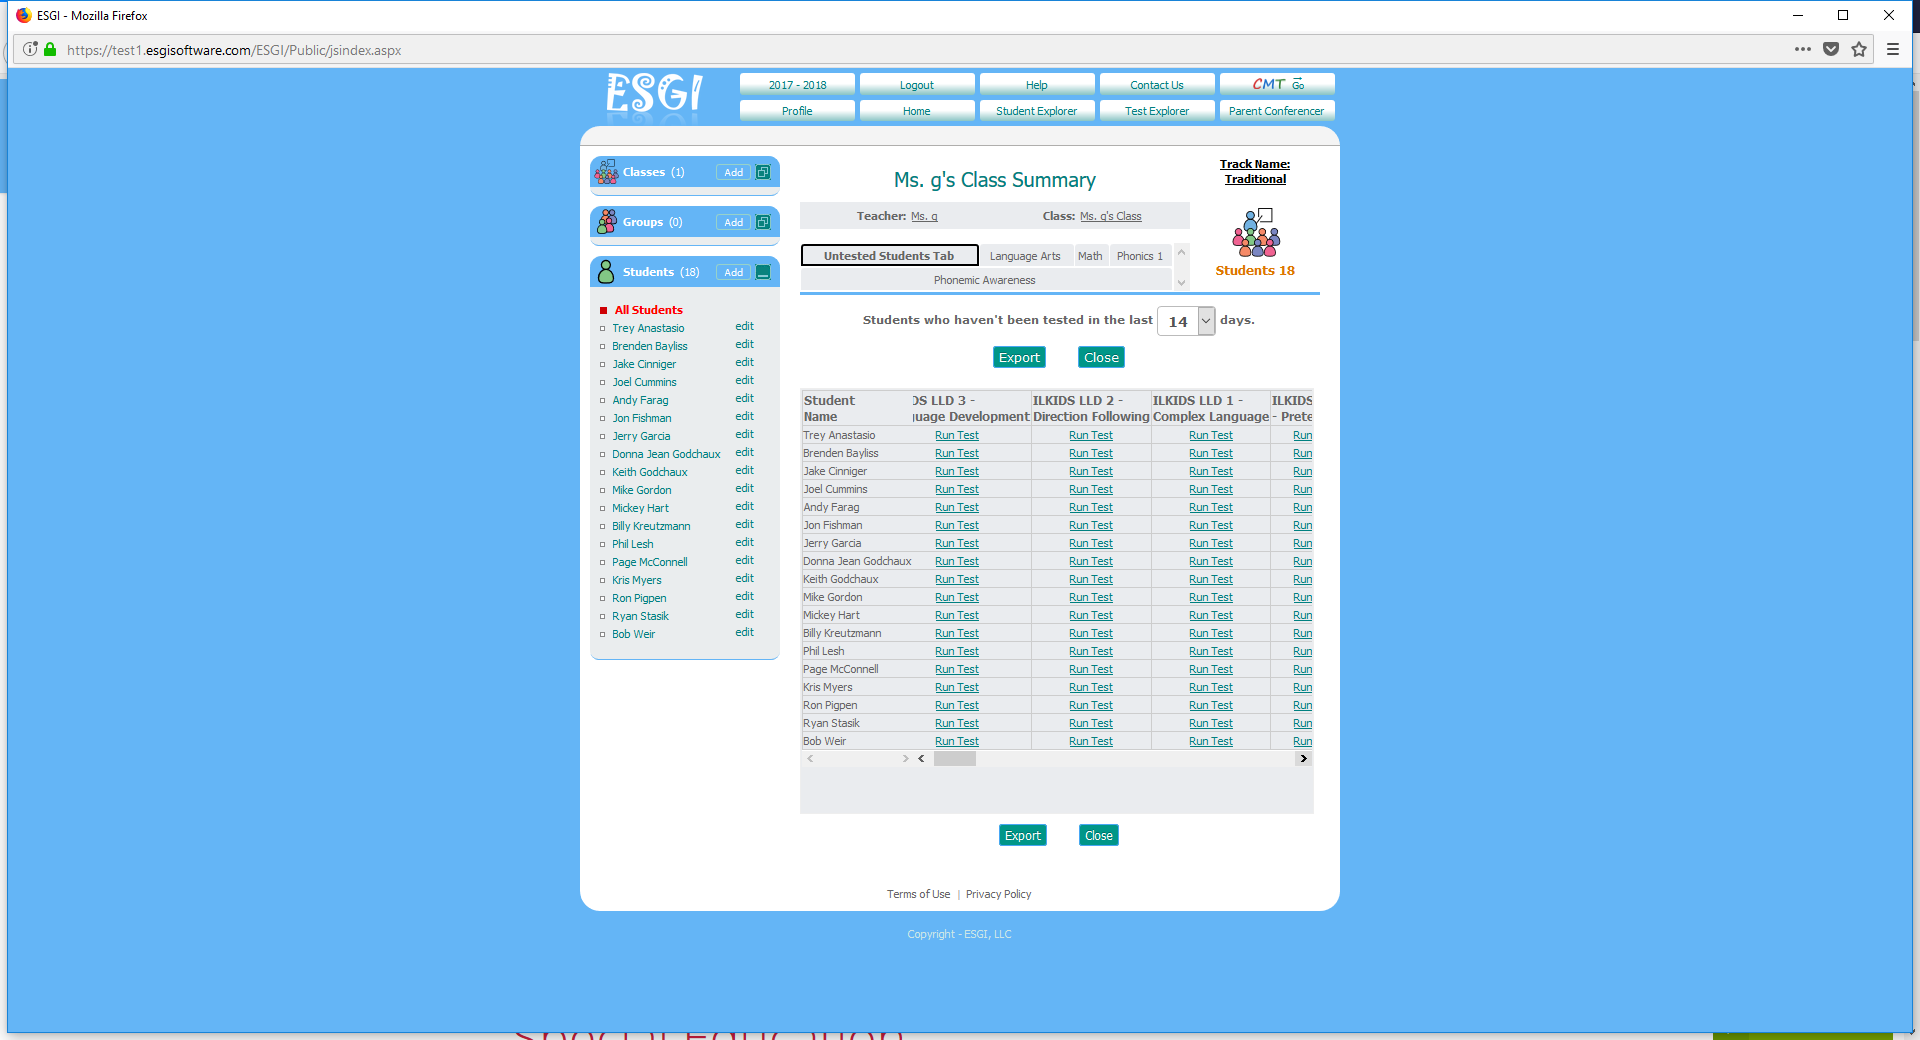 ESGI - Mozilla Firefox
https://test1.esgisoftware.com/ESGI/Public/jsindex.aspx
ESGI
2017 - 2018 Logout Help Contact Us CMT Go
Profile Home Student Explorer Test Explorer Parent Conferencer
Classes (1) Add
Groups (0) Add
Students (18) Add
All Students
Trey Anastasio edit
Brenden Bayliss edit
Jake Cinniger edit
Joel Cummins edit
Andy Farag edit
Jon Fishman edit
Jerry Garcia edit
Donna Jean Godchaux edit
Keith Godchaux edit
Mike Gordon edit
Mickey Hart edit
Billy Kreutzmann edit
Phil Lesh edit
Page McConnell edit
Kris Myers edit
Ron Pigpen edit
Ryan Stasik edit
Bob Weir edit
Ms. g's Class Summary
Track Name:
Traditional
Teacher: Ms. g Class: Ms. g's Class
Students 18
Untested Students Tab Language Arts Math Phonics 1
Phonemic Awareness
Students who haven't been tested in the last 14 days.
Export Close
Student DS LLD 3 - ILKIDS LLD 2 - ILKIDS LLD 1 - ILKIDS
Name uage Development Direction Following Complex Language - Prete
Trey Anastasio Run Test Run Test Run Test Run
Brenden Bayliss Run Test Run Test Run Test Run
Jake Cinniger Run Test Run Test Run Test Run
Joel Cummins Run Test Run Test Run Test Run
Andy Farag Run Test Run Test Run Test Run
Jon Fishman Run Test Run Test Run Test Run
Jerry Garcia Run Test Run Test Run Test Run
Donna Jean Godchaux Run Test Run Test Run Test Run
Keith Godchaux Run Test Run Test Run Test Run
Mike Gordon Run Test Run Test Run Test Run
Mickey Hart Run Test Run Test Run Test Run
Billy Kreutzmann Run Test Run Test Run Test Run
Phil Lesh Run Test Run Test Run Test Run
Page McConnell Run Test Run Test Run Test Run
Kris Myers Run Test Run Test Run Test Run
Ron Pigpen Run Test Run Test Run Test Run
Ryan Stasik Run Test Run Test Run Test Run
Bob Weir Run Test Run Test Run Test Run
Export Close
Terms of Use | Privacy Policy
Copyright - ESGI, LLC